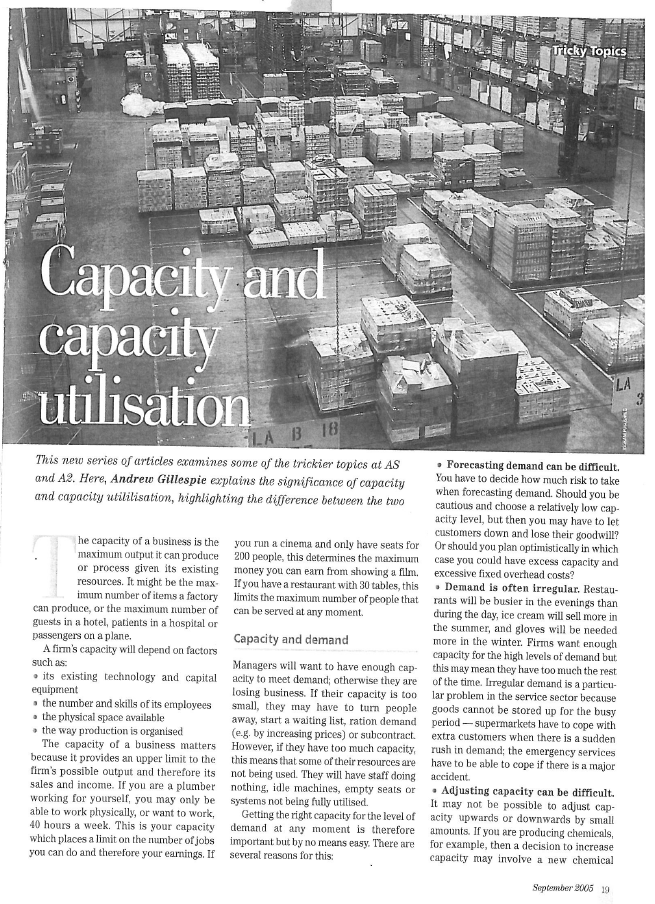 Tricky Topics
Capacity and
capacity
utilisation
LA B 18
LA
3
This new series of articles examines some of the trickier topics at AS
and A2. Here, Andrew Gillespie explains the significance of capacity
and capacity utililisation, highlighting the difference between the two
The capacity of a business is the
maximum output it can produce
or process given its existing
resources. It might be the max-
imum number of items a factory
can produce, or the maximum number of
guests in a hotel, patients in a hospital or
passengers on a plane.
A firm's capacity will depend on factors
such as:
• its existing technology and capital
equipment
• the number and skills of its employees
• the physical space available
• the way production is organised
The capacity of a business matters
because it provides an upper limit to the
firm's possible output and therefore its
sales and income. If you are a plumber
working for yourself, you may only be
able to work physically, or want to work,
40 hours a week. This is your capacity
which places a limit on the number of jobs
you can do and therefore your earnings. If
you run a cinema and only have seats for
200 people, this determines the maximum
money you can earn from showing a film.
If you have a restaurant with 30 tables, this
limits the maximum number of people that
can be served at any moment.
Capacity and demand
Managers will want to have enough cap-
acity to meet demand; otherwise they are
losing business. If their capacity is too
small, they may have to turn people
away, start a waiting list, ration demand
(e.g. by increasing prices) or subcontract.
However, if they have too much capacity,
this means that some of their resources are
not being used. They will have staff doing
nothing, idle machines, empty seats or
systems not being fully utilised.
Getting the right capacity for the level of
demand at any moment is therefore
important but by no means easy. There are
several reasons for this:
• Forecasting demand can be difficult.
You have to decide how much risk to take
when forecasting demand. Should you be
cautious and choose a relatively low cap-
acity level, but then you may have to let
customers down and lose their goodwill?
Or should you plan optimistically in which
case you could have excess capacity and
excessive fixed overhead costs?
• Demand is often irregular. Restau-
rants will be busier in the evenings than
during the day, ice cream will sell more in
the summer, and gloves will be needed
more in the winter. Firms want enough
capacity for the high levels of demand but
this may mean they have too much the rest
of the time. Irregular demand is a particu-
lar problem in the service sector because
goods cannot be stored up for the busy
period — supermarkets have to cope with
extra customers when there is a sudden
rush in demand; the emergency services
have to be able to cope if there is a major
accident.
• Adjusting capacity can be difficult.
It may not be possible to adjust cap-
acity upwards or downwards by small
amounts. If you are producing chemicals,
for example, then a decision to increase
capacity may involve a new chemical
September 2005 19